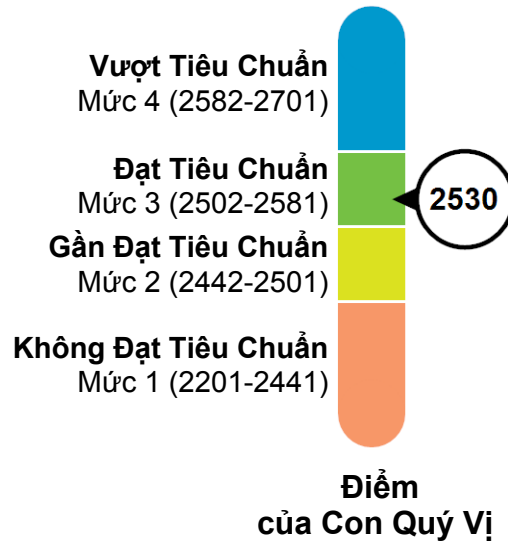 Vượt Tiêu Chuẩn
Mức 4 (2582-2701)
Đạt Tiêu Chuẩn
Mức 3 (2502-2581)
2530
Gần Đạt Tiêu Chuẩn
Mức 2 (2442-2501)
Không Đạt Tiêu Chuẩn
Mức 1 (2201-2441)
Điểm
của Con Quý Vị